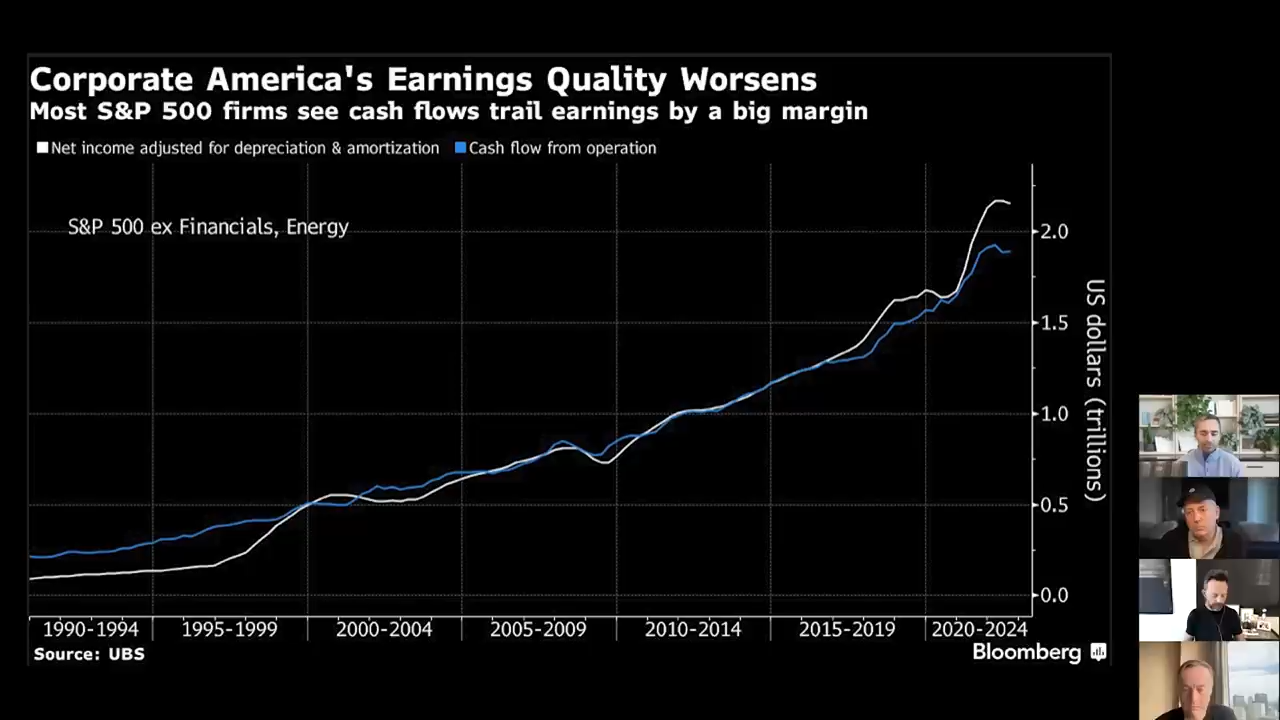 Corporate America's Earnings Quality Worsens
Most S&P 500 firms see cash flows trail earnings by a big margin
Net income adjusted for depreciation & amortization Cash flow from operation
S&P 500 ex Financials, Energy
2.0
1.5
1.0
0.5
0.0
US dollars (trillions)
1990-1994 1995-1999 2000-2004 2005-2009 2010-2014 2015-2019 2020-2024
Source: UBS
Bloomberg